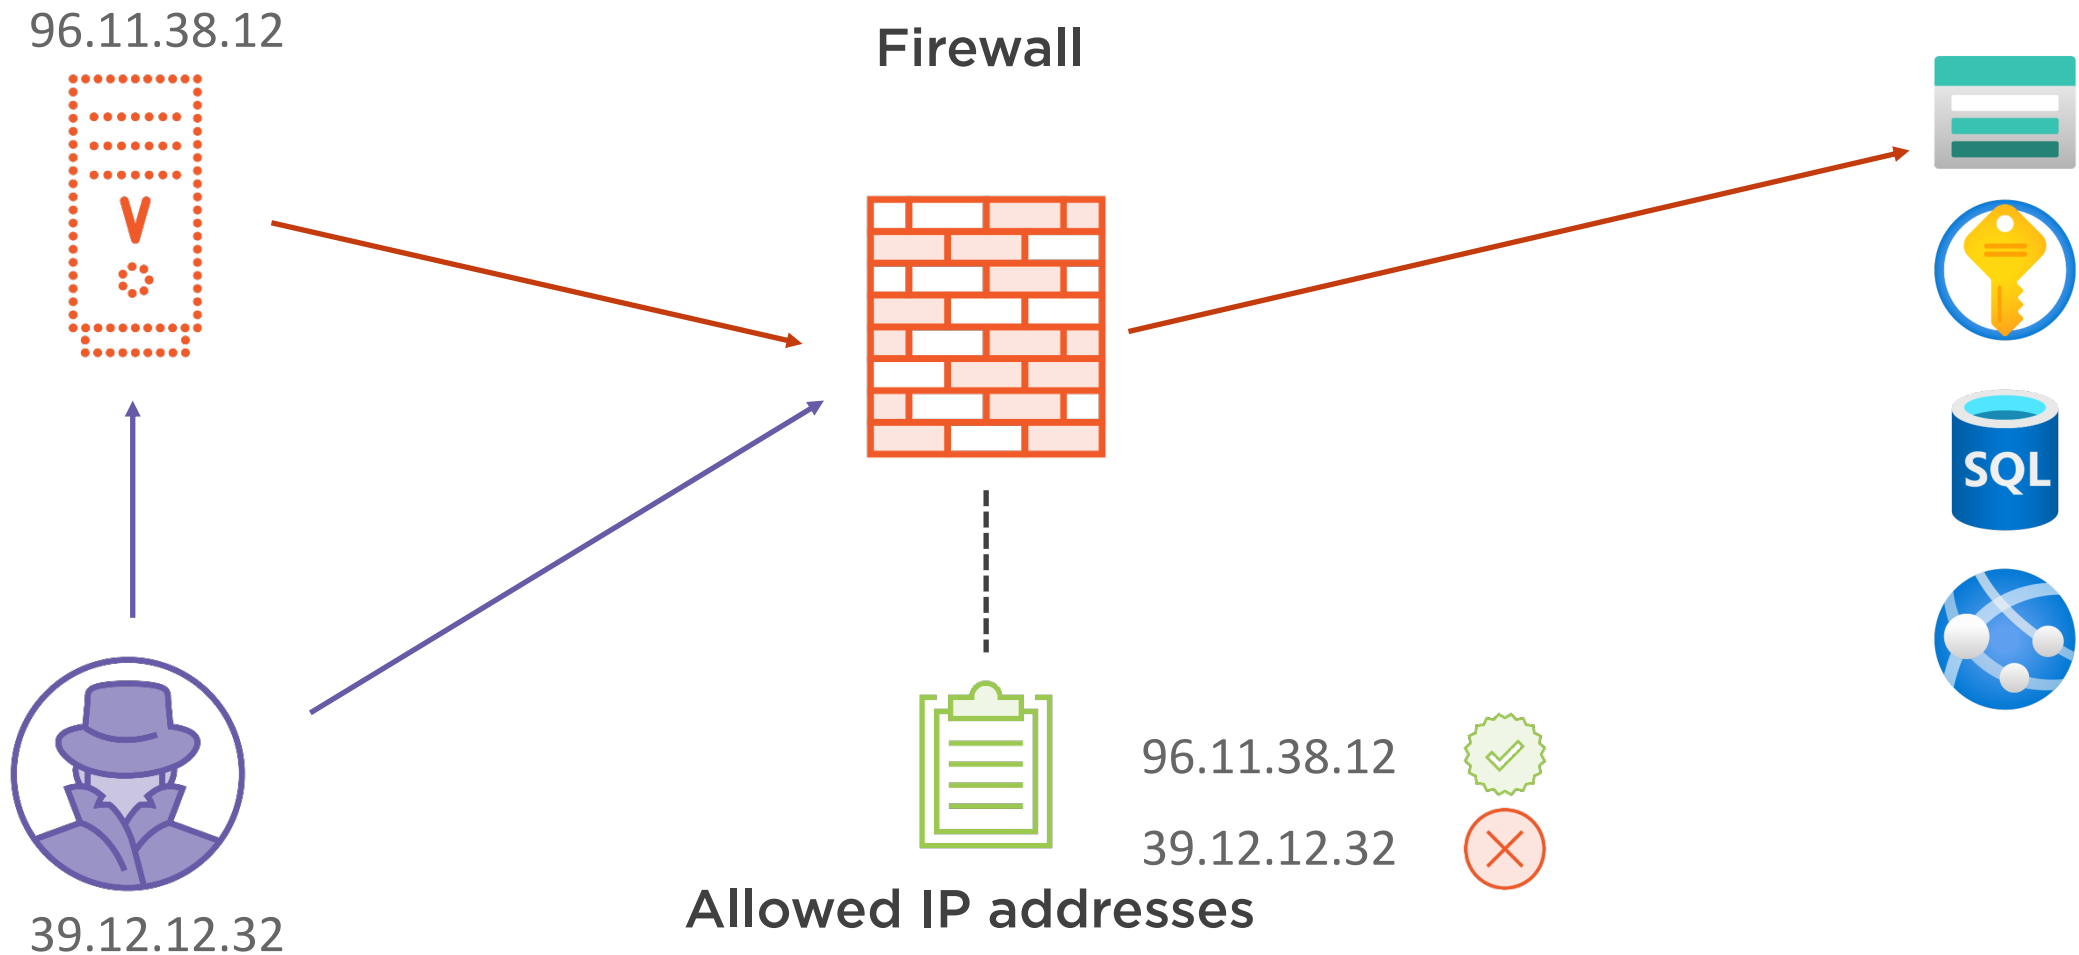 96.11.38.12
Firewall
SQL
96.11.38.12
39.12.12.32
Allowed IP addresses
39.12.12.32